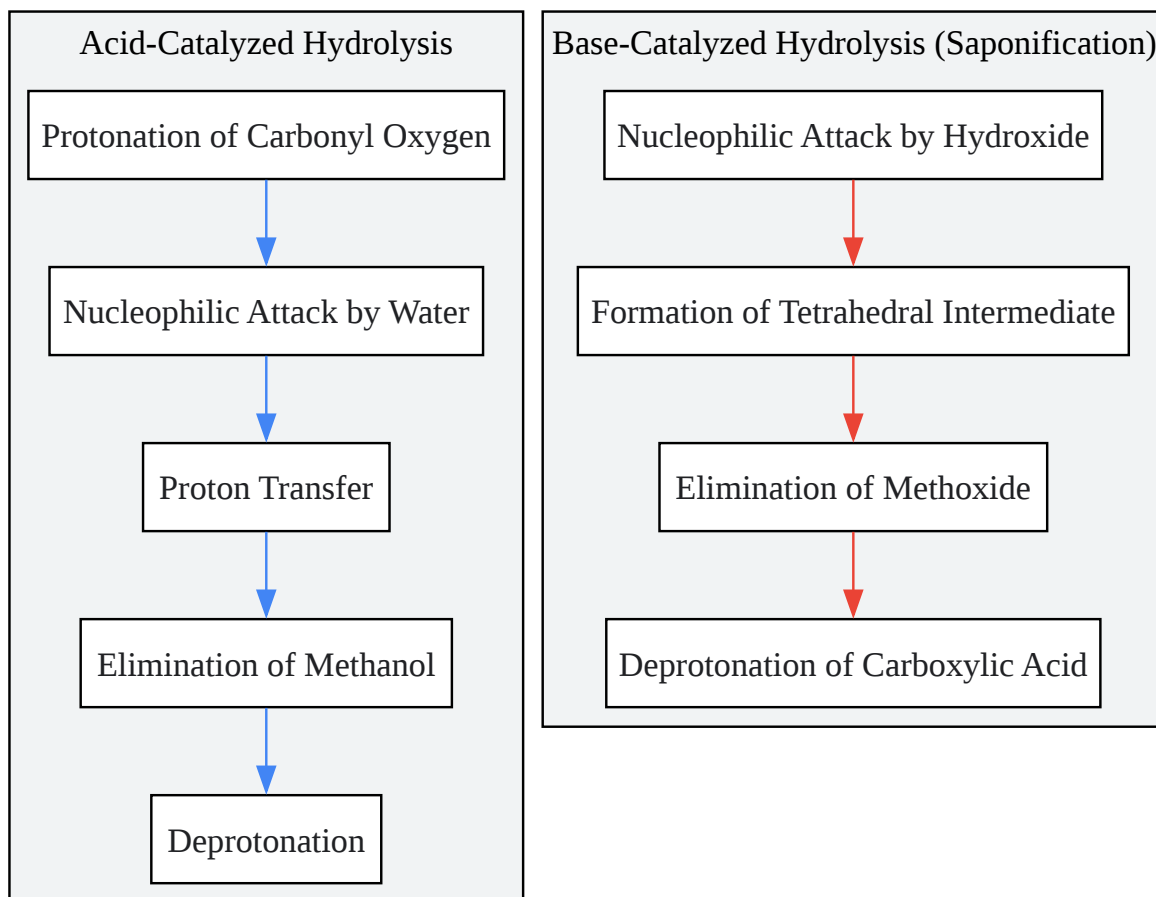 Acid-Catalyzed Hydrolysis
Protonation of Carbonyl Oxygen
Nucleophilic Attack by Water
Proton Transfer
Elimination of Methanol
Deprotonation
Base-Catalyzed Hydrolysis (Saponification)
Nucleophilic Attack by Hydroxide
Formation of Tetrahedral Intermediate
Elimination of Methoxide
Deprotonation of Carboxylic Acid